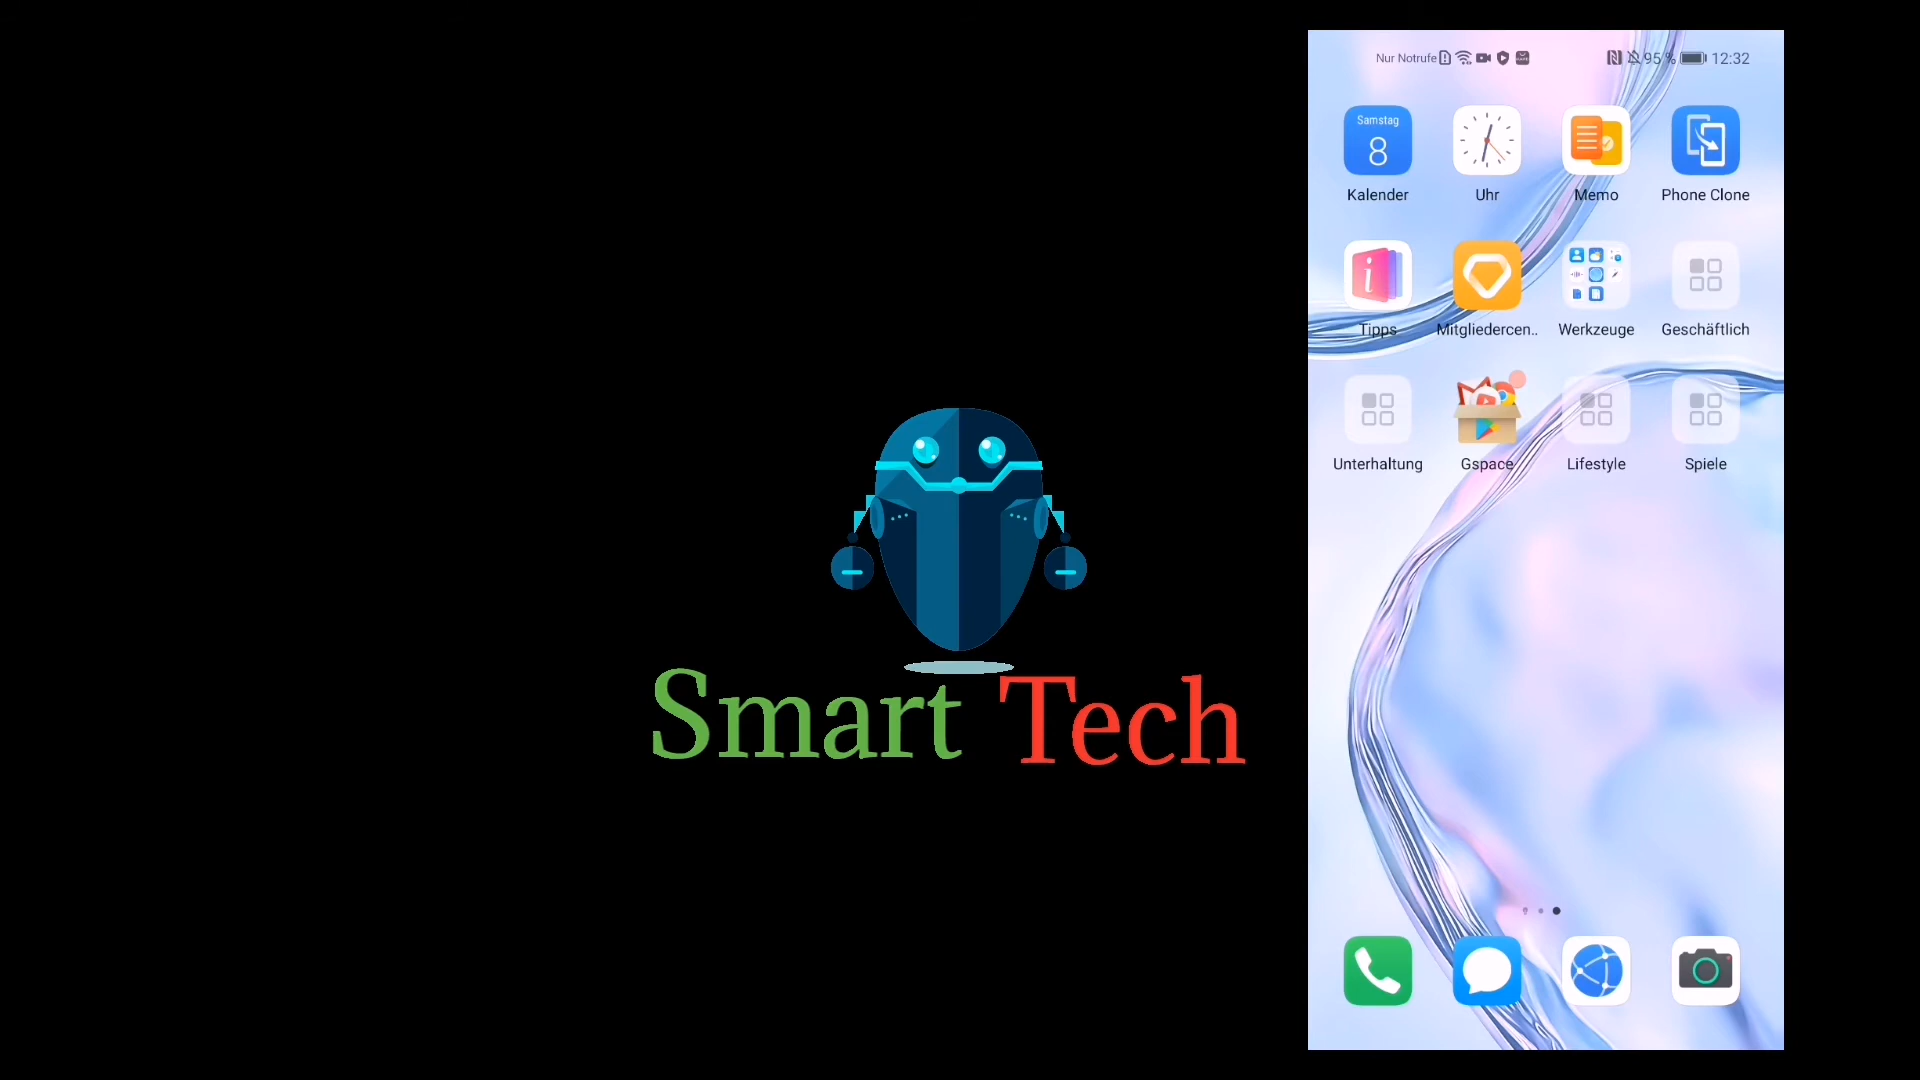 Smart Tech
Nur Notrufe 95 % 12:32
Samstag
8
Kalender Uhr Memo Phone Clone
i
Tipps Mitgliedercen.. Werkzeuge Geschäftlich
Unterhaltung Gspace Lifestyle Spiele